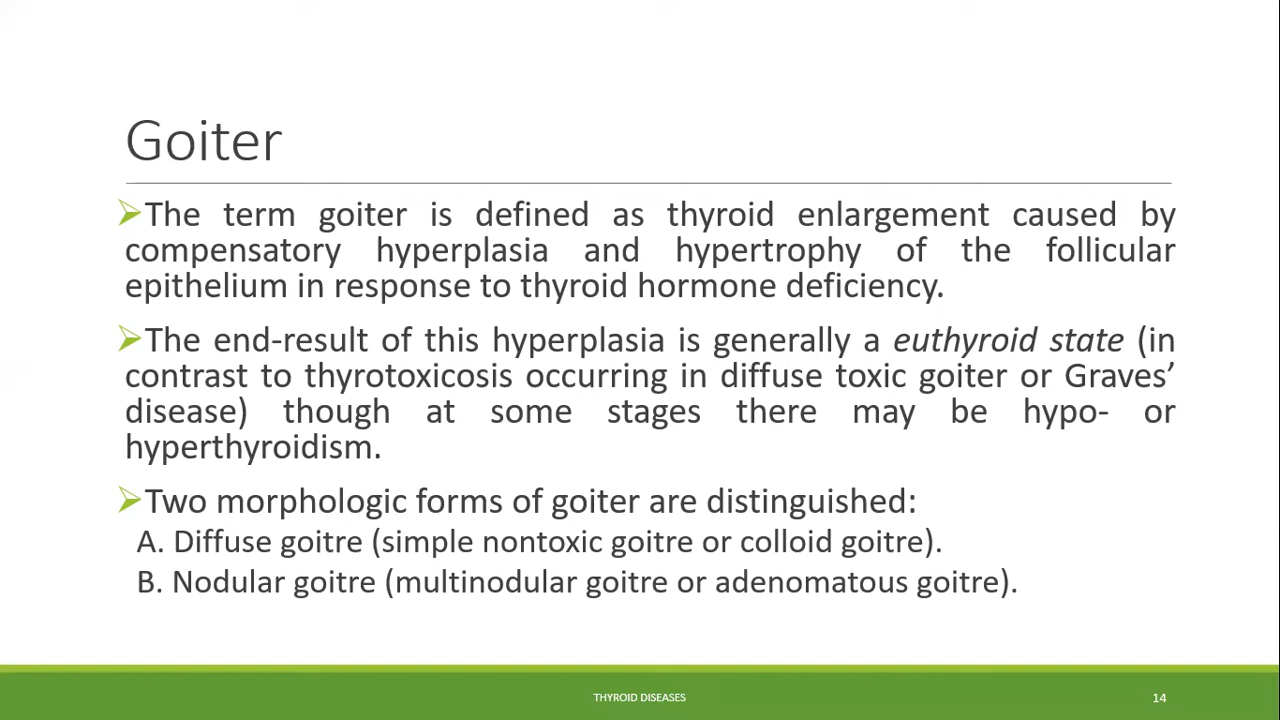 Goiter
➢The term goiter is defined as thyroid enlargement caused by
compensatory hyperplasia and hypertrophy of the follicular
epithelium in response to thyroid hormone deficiency.
➢The end-result of this hyperplasia is generally a euthyroid state (in
contrast to thyrotoxicosis occurring in diffuse toxic goiter or Graves’
disease) though at some stages there may be hypo- or
hyperthyroidism.
➢Two morphologic forms of goiter are distinguished:
A. Diffuse goitre (simple nontoxic goitre or colloid goitre).
B. Nodular goitre (multinodular goitre or adenomatous goitre).
THYROID DISEASES
14